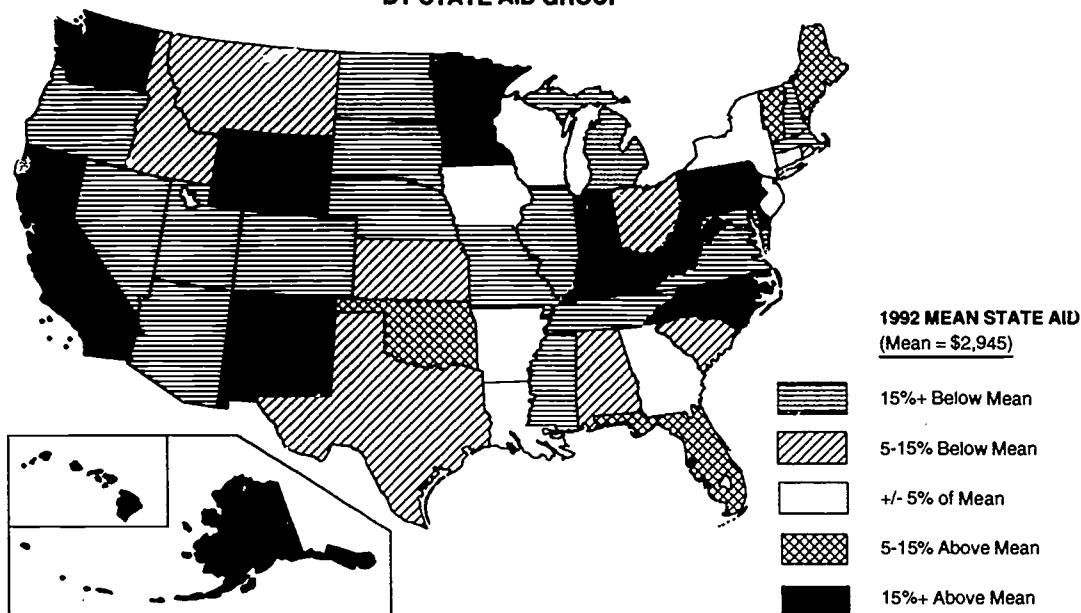 BY STATE AID GROUP
1992 MEAN STATE AID
(Mean = $2,945)
15%+ Below Mean
5-15% Below Mean
+/- 5% of Mean
5-15% Above Mean
15%+ Above Mean